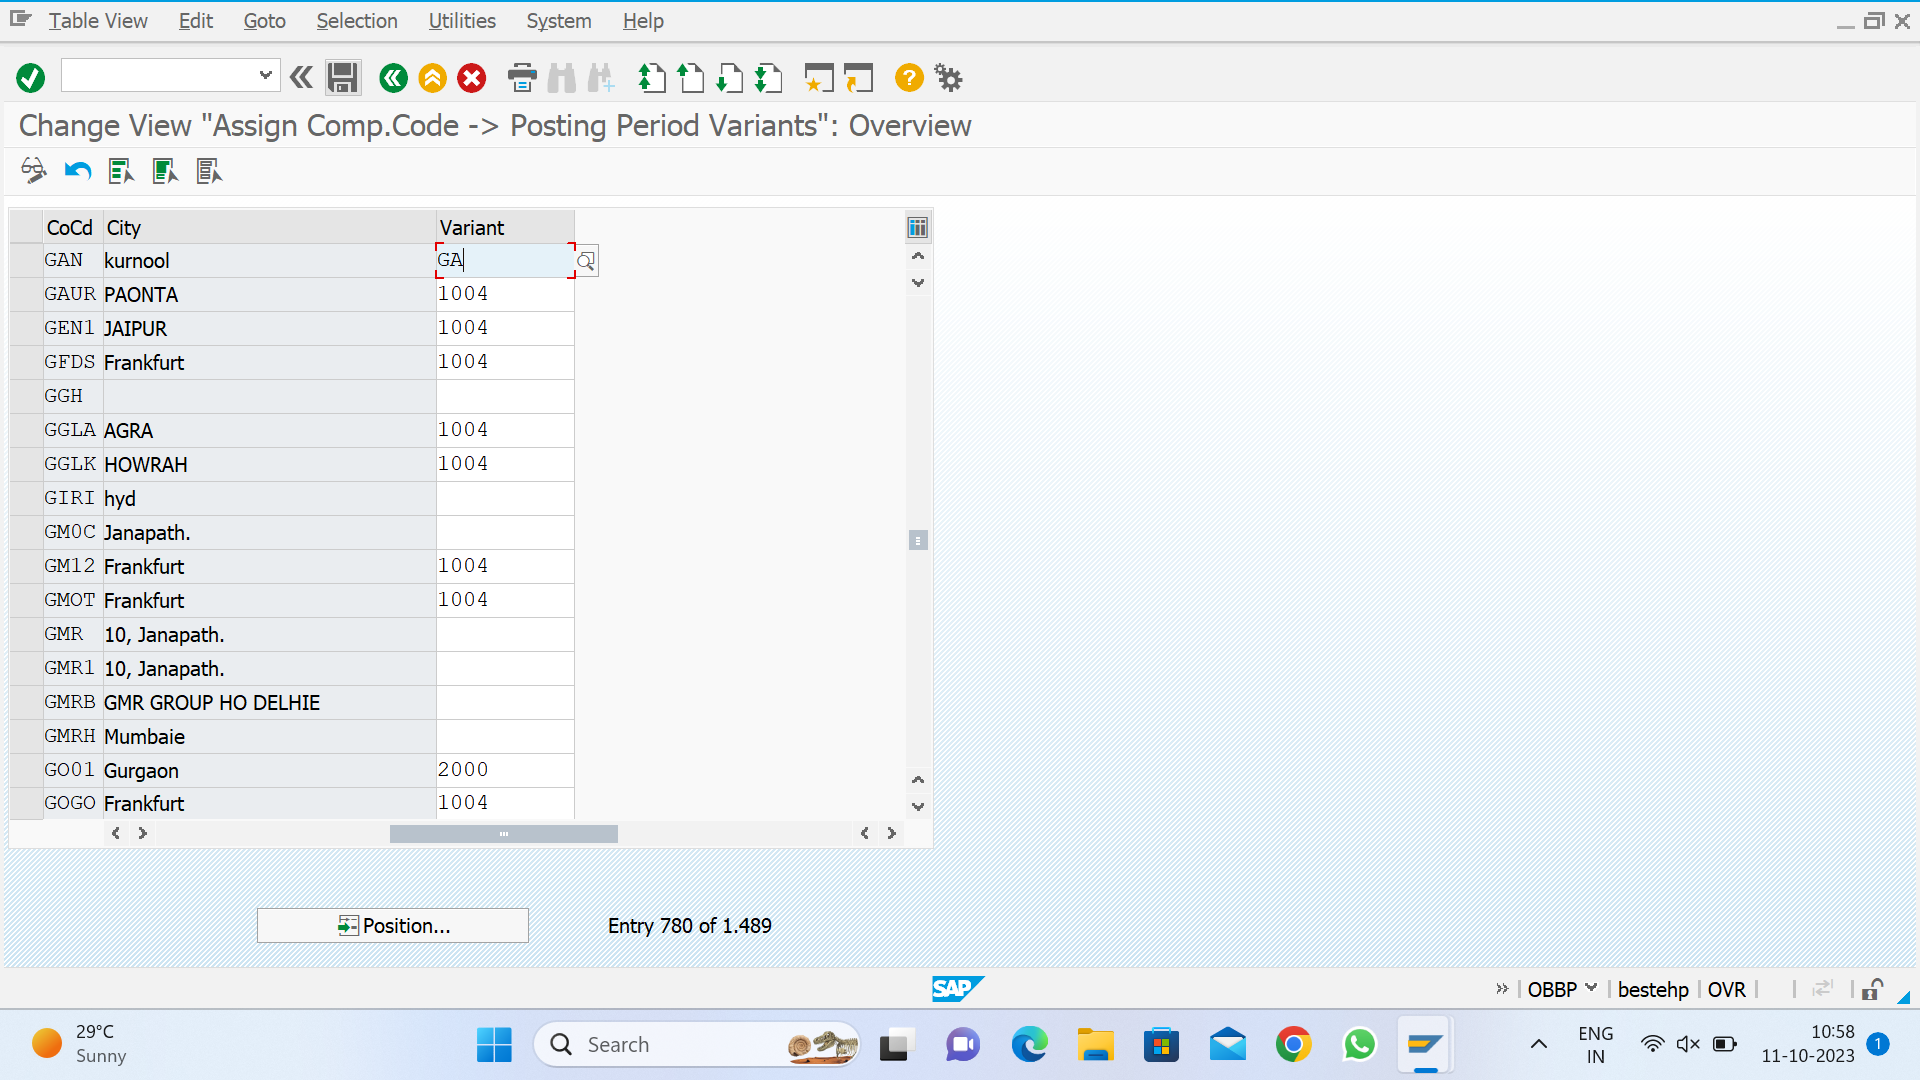 Table View Edit Goto Selection Utilities System Help
Change View "Assign Comp.Code -> Posting Period Variants": Overview
CoCd City Variant
GAN kurnool GA
GAUR PAONTA 1004
GEN1 JAIPUR 1004
GFDS Frankfurt 1004
GGH
GGLA AGRA 1004
GGLK HOWRAH 1004
GIRI hyd
GM0C Janapath.
GM12 Frankfurt 1004
GMOT Frankfurt 1004
GMR 10, Janapath.
GMR1 10, Janapath.
GMRB GMR GROUP HO DELHIE
GMRH Mumbaie
GO01 Gurgaon 2000
GOGO Frankfurt 1004
Position... Entry 780 of 1.489
SAP OBBP bestehp OVR
29°C
Sunny
Search
ENG
IN
10:58
11-10-2023
1